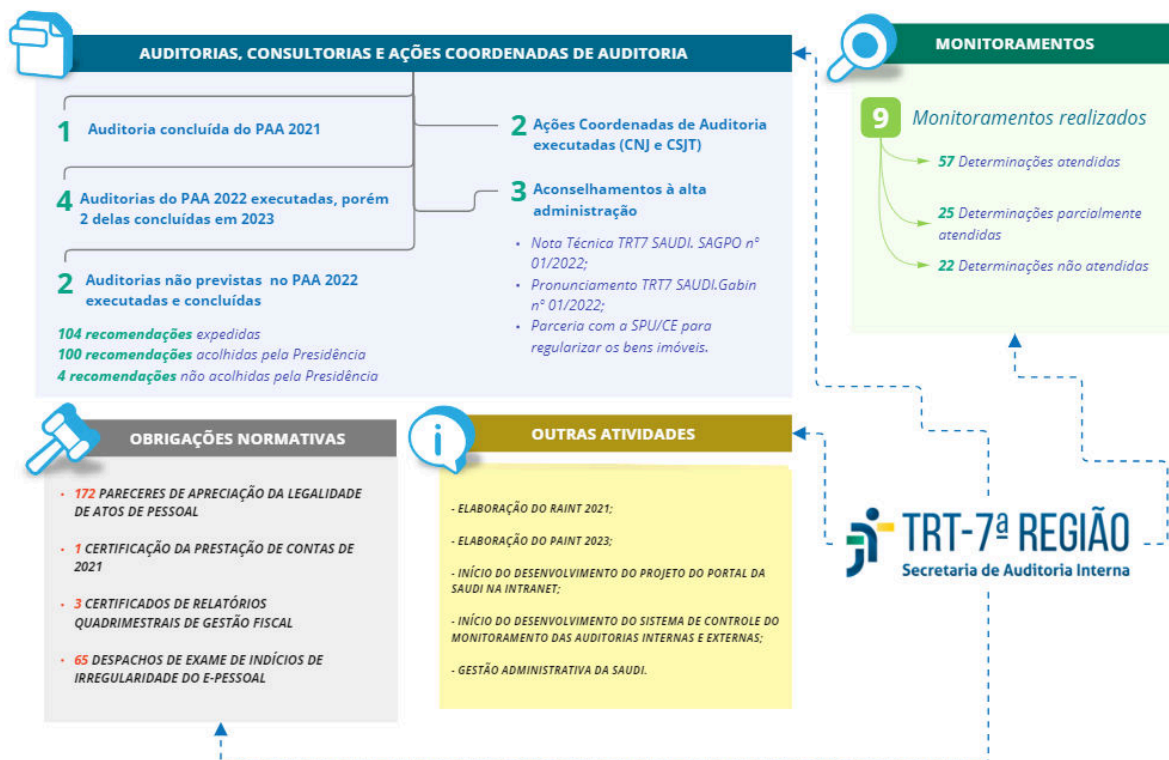 AUDITORIAS, CONSULTORIAS E AÇÕES COORDENADAS DE AUDITORIA
1 Auditoria concluída do PAA 2021
4 Auditorias do PAA 2022 executadas, porém
2 delas concluídas em 2023
2 Auditorias não previstas no PAA 2022
executadas e concluídas
104 recomendações expedidas
100 recomendações acolhidas pela Presidência
4 recomendações não acolhidas pela Presidência
2 Ações Coordenadas de Auditoria
executadas (CNJ e CSJT)
3 Aconselhamentos à alta
administração
• Nota Técnica TRT7 SAUDI. SAGPO nº
01/2022;
• Pronunciamento TRT7 SAUDI.Gabin
nº 01/2022;
• Parceria com a SPU/CE para
regularizar os bens imóveis.
MONITORAMENTOS
9 Monitoramentos realizados
57 Determinações atendidas
25 Determinações parcialmente
atendidas
22 Determinações não atendidas
OBRIGAÇÕES NORMATIVAS
• 172 PARECERES DE APRECIAÇÃO DA LEGALIDADE
DE ATOS DE PESSOAL
• 1 CERTIFICAÇÃO DA PRESTAÇÃO DE CONTAS DE
2021
• 3 CERTIFICADOS DE RELATÓRIOS
QUADRIMESTRAIS DE GESTÃO FISCAL
• 65 DESPACHOS DE EXAME DE INDÍCIOS DE
IRREGULARIDADE DO E-PESSOAL
i
OUTRAS ATIVIDADES
- ELABORAÇÃO DO RAINT 2021;
- ELABORAÇÃO DO PAINT 2023;
- INÍCIO DO DESENVOLVIMENTO DO PROJETO DO PORTAL DA
SAUDI NA INTRANET;
- INÍCIO DO DESENVOLVIMENTO DO SISTEMA DE CONTROLE DO
MONITORAMENTO DAS AUDITORIAS INTERNAS E EXTERNAS;
- GESTÃO ADMINISTRATIVA DA SAUDI.
TRT-7ª REGIÃO
Secretaria de Auditoria Interna